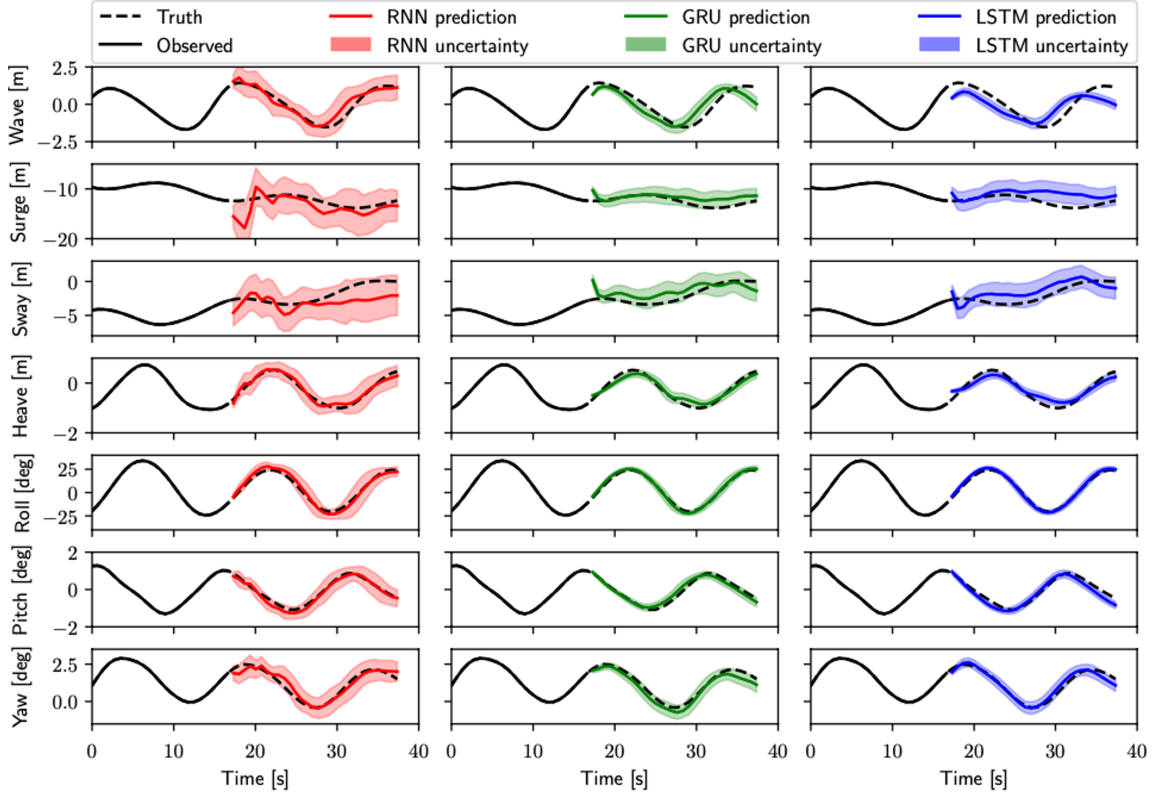 Truth RNN prediction GRU prediction LSTM prediction
Observed RNN uncertainty GRU uncertainty LSTM uncertainty
Wave [m]
2.5
0.0
−2.5
Surge [m]
−10
−20
Sway [m]
0
−5
Heave [m]
0
−2
Roll [deg]
25
0
−25
Pitch [deg]
2
0
−2
Yaw [deg]
2.5
0.0
0 10 20 30 40 0 10 20 30 40 0 10 20 30 40
Time [s] Time [s] Time [s]